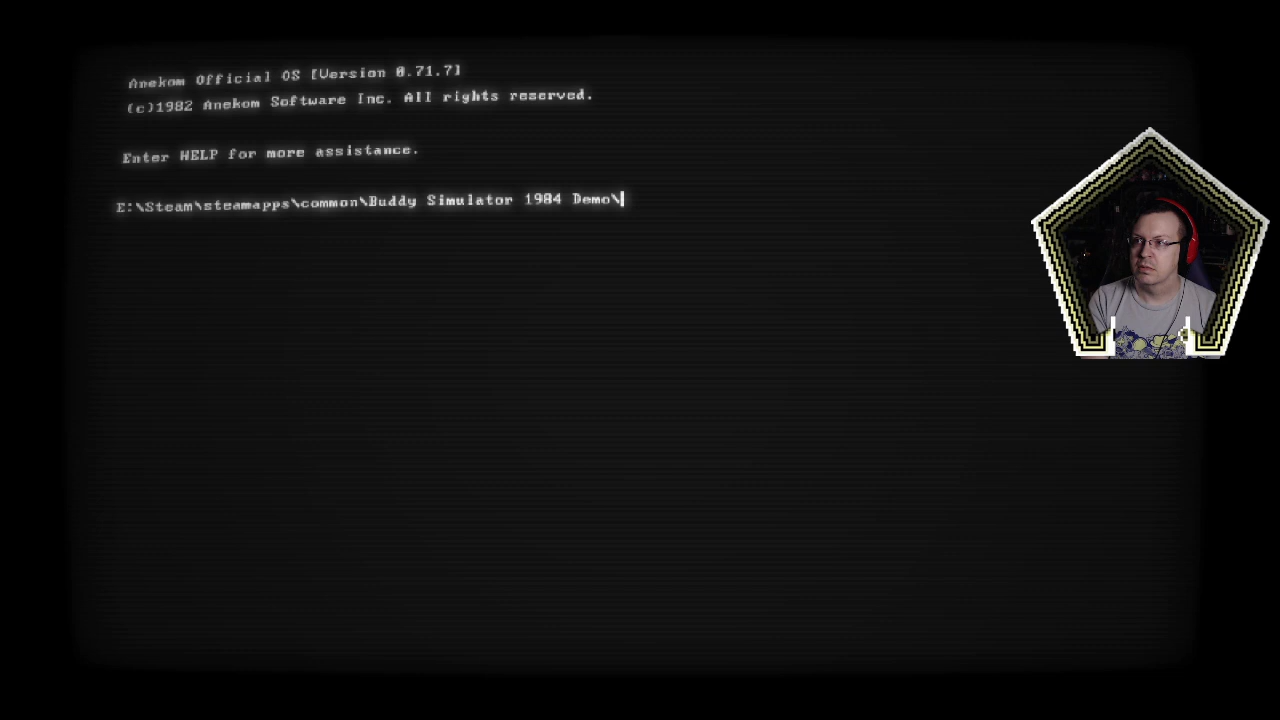 Anekom Official OS [Version 0.71.7]
(c)1982 Anekom Software Inc. All rights reserved.
Enter HELP for more assistance.
E:\Steam\steamapps\common\Buddy Simulator 1984 Demo\